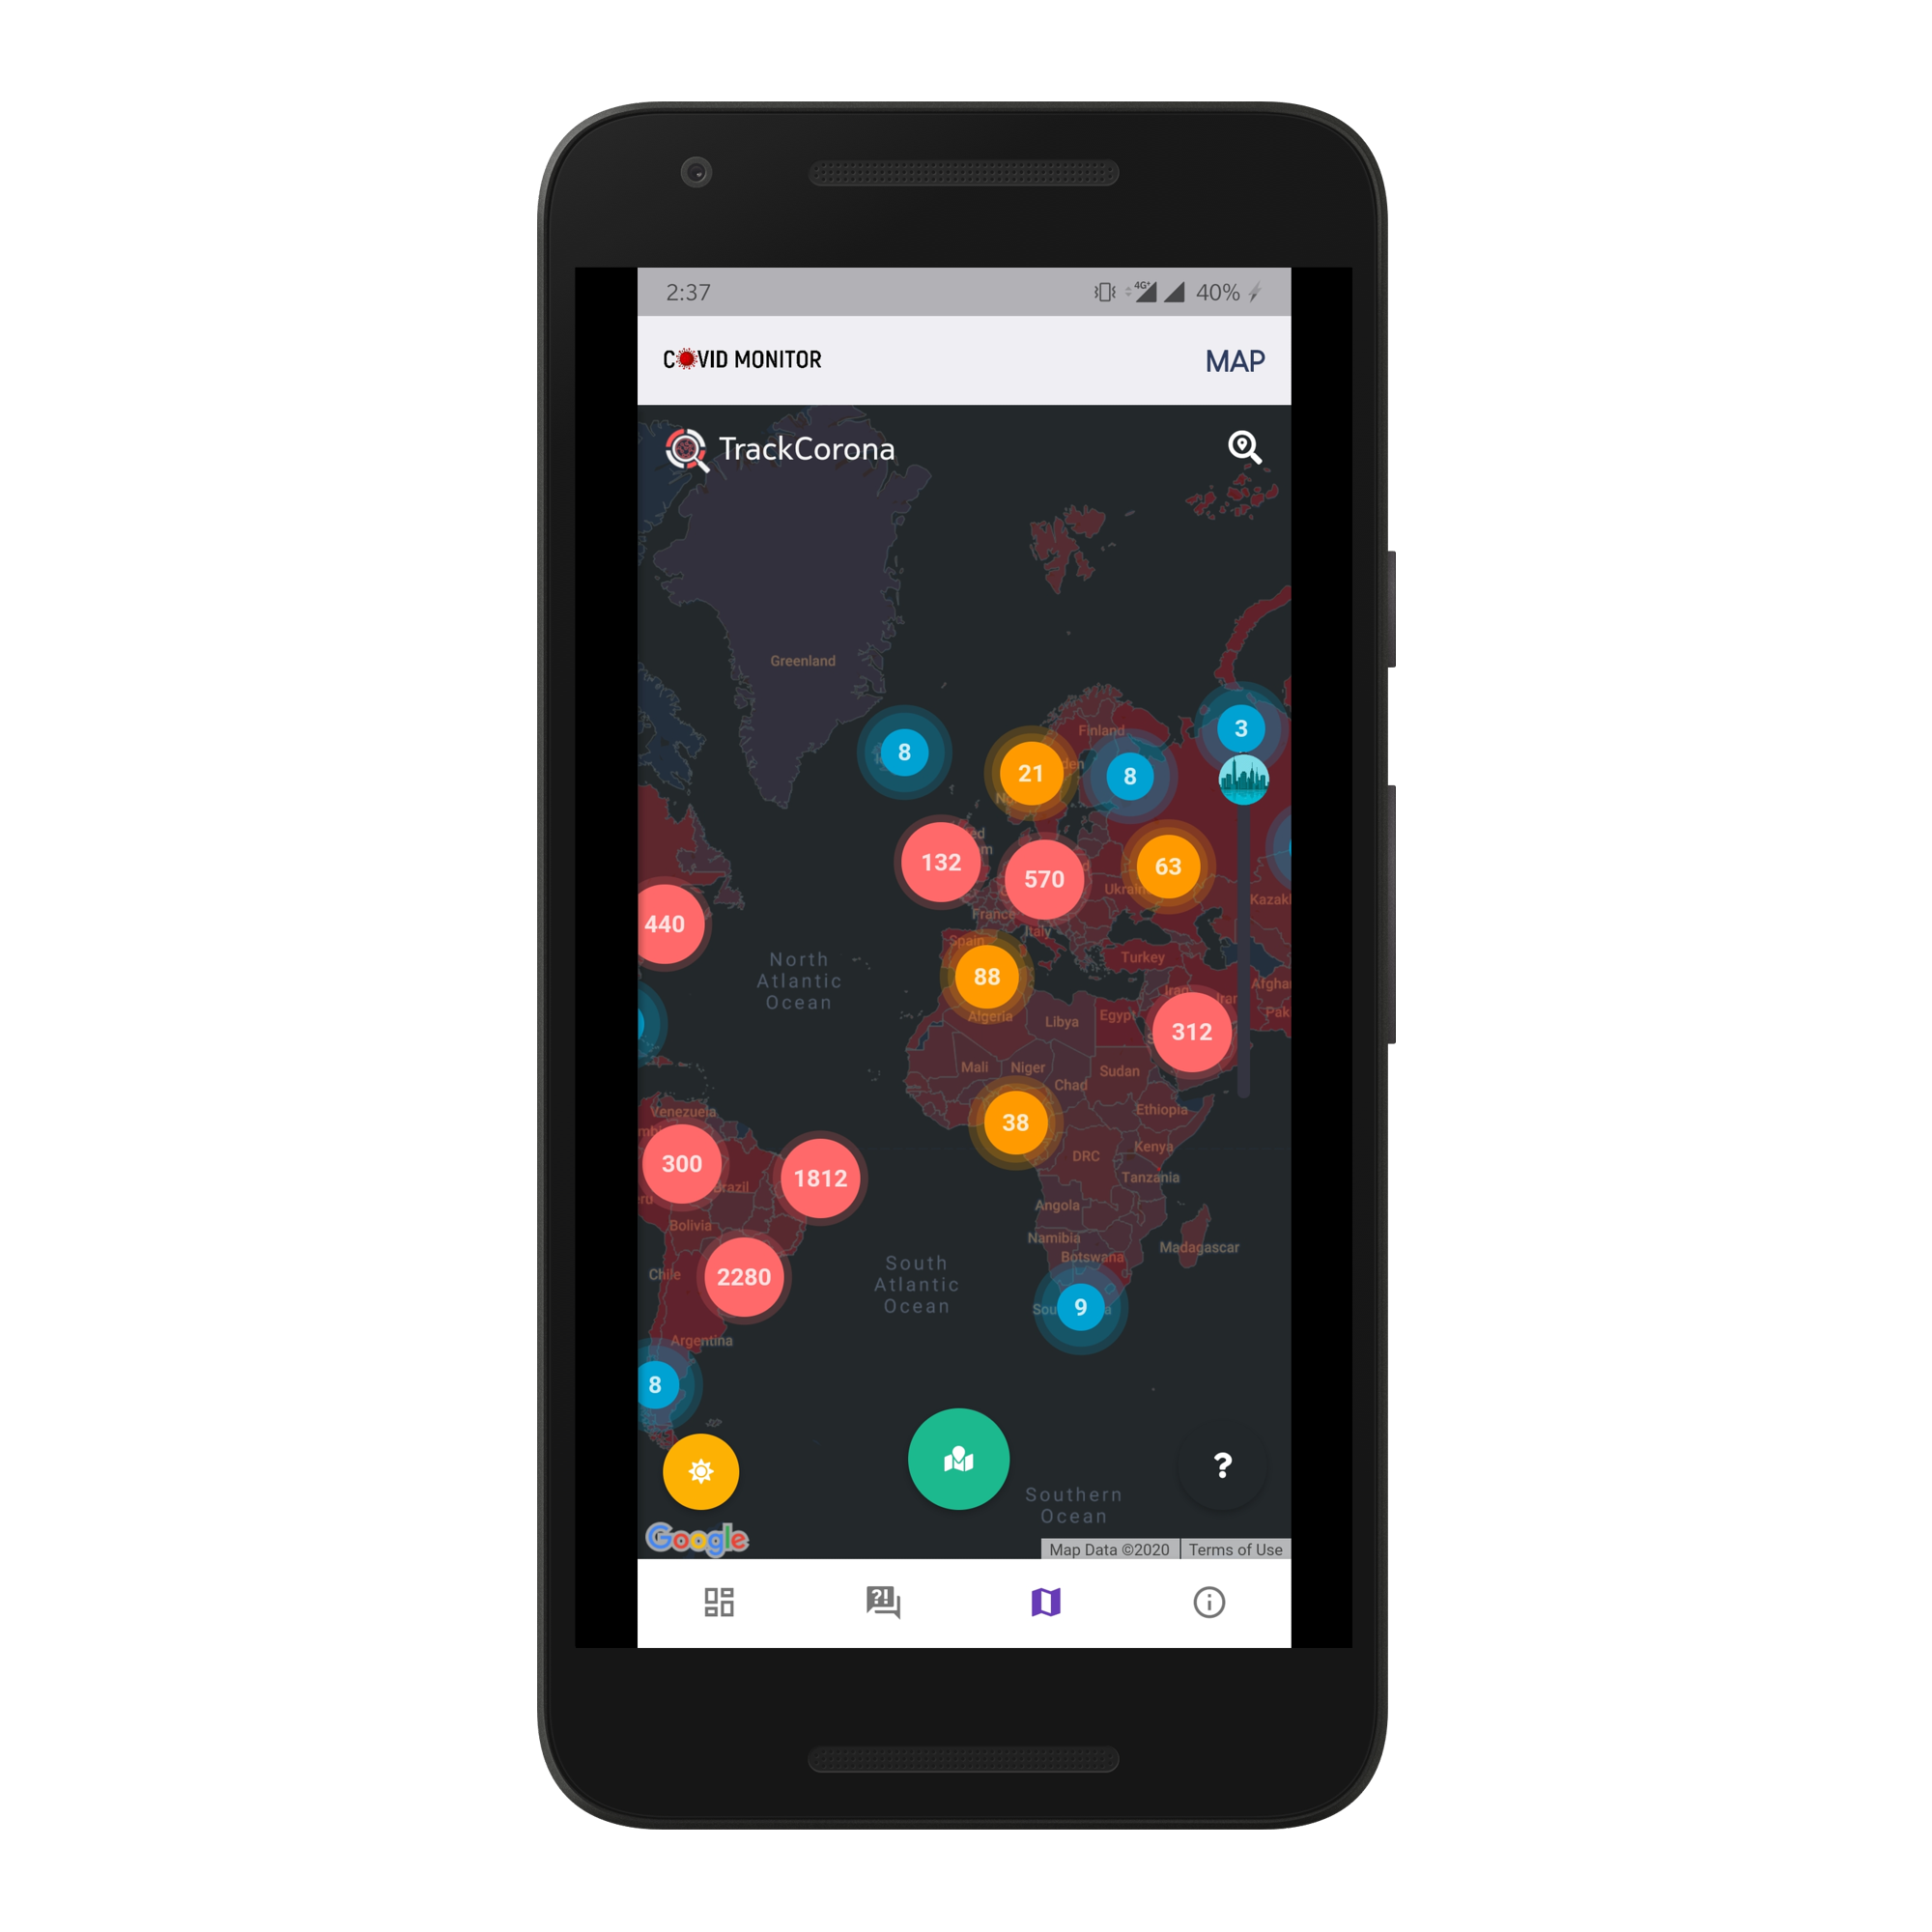 2:37
4G+
40%
COVID MONITOR
MAP
TrackCorona
Greenland
3
Finland
8
21
8
132
570
63
Ukrain
Kazak
France
440
Italy
Spain
North
Atlantic
Ocean
Turkey
88
Iraq
Iran
Afgha
Pak
Algeria
Libya
Egypt
312
Mali
Niger
Sudan
Chad
Venezuela
38
Ethiopia
Kenya
DRC
300
1812
Tanzania
Brazil
Angola
Bolivia
Namibia
Madagascar
Botswana
South
Atlantic
Ocean
Chile
2280
9
Argentina
8
?
Southern
Ocean
Google
Map Data ©2020
Terms of Use
?!